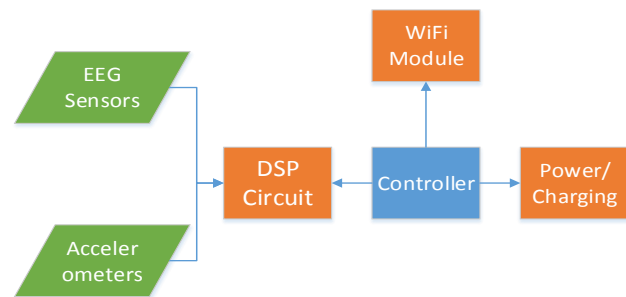 EEG
Sensors
WiFi
Module
DSP
Circuit
Controller
Power/
Charging
Acceler
ometers